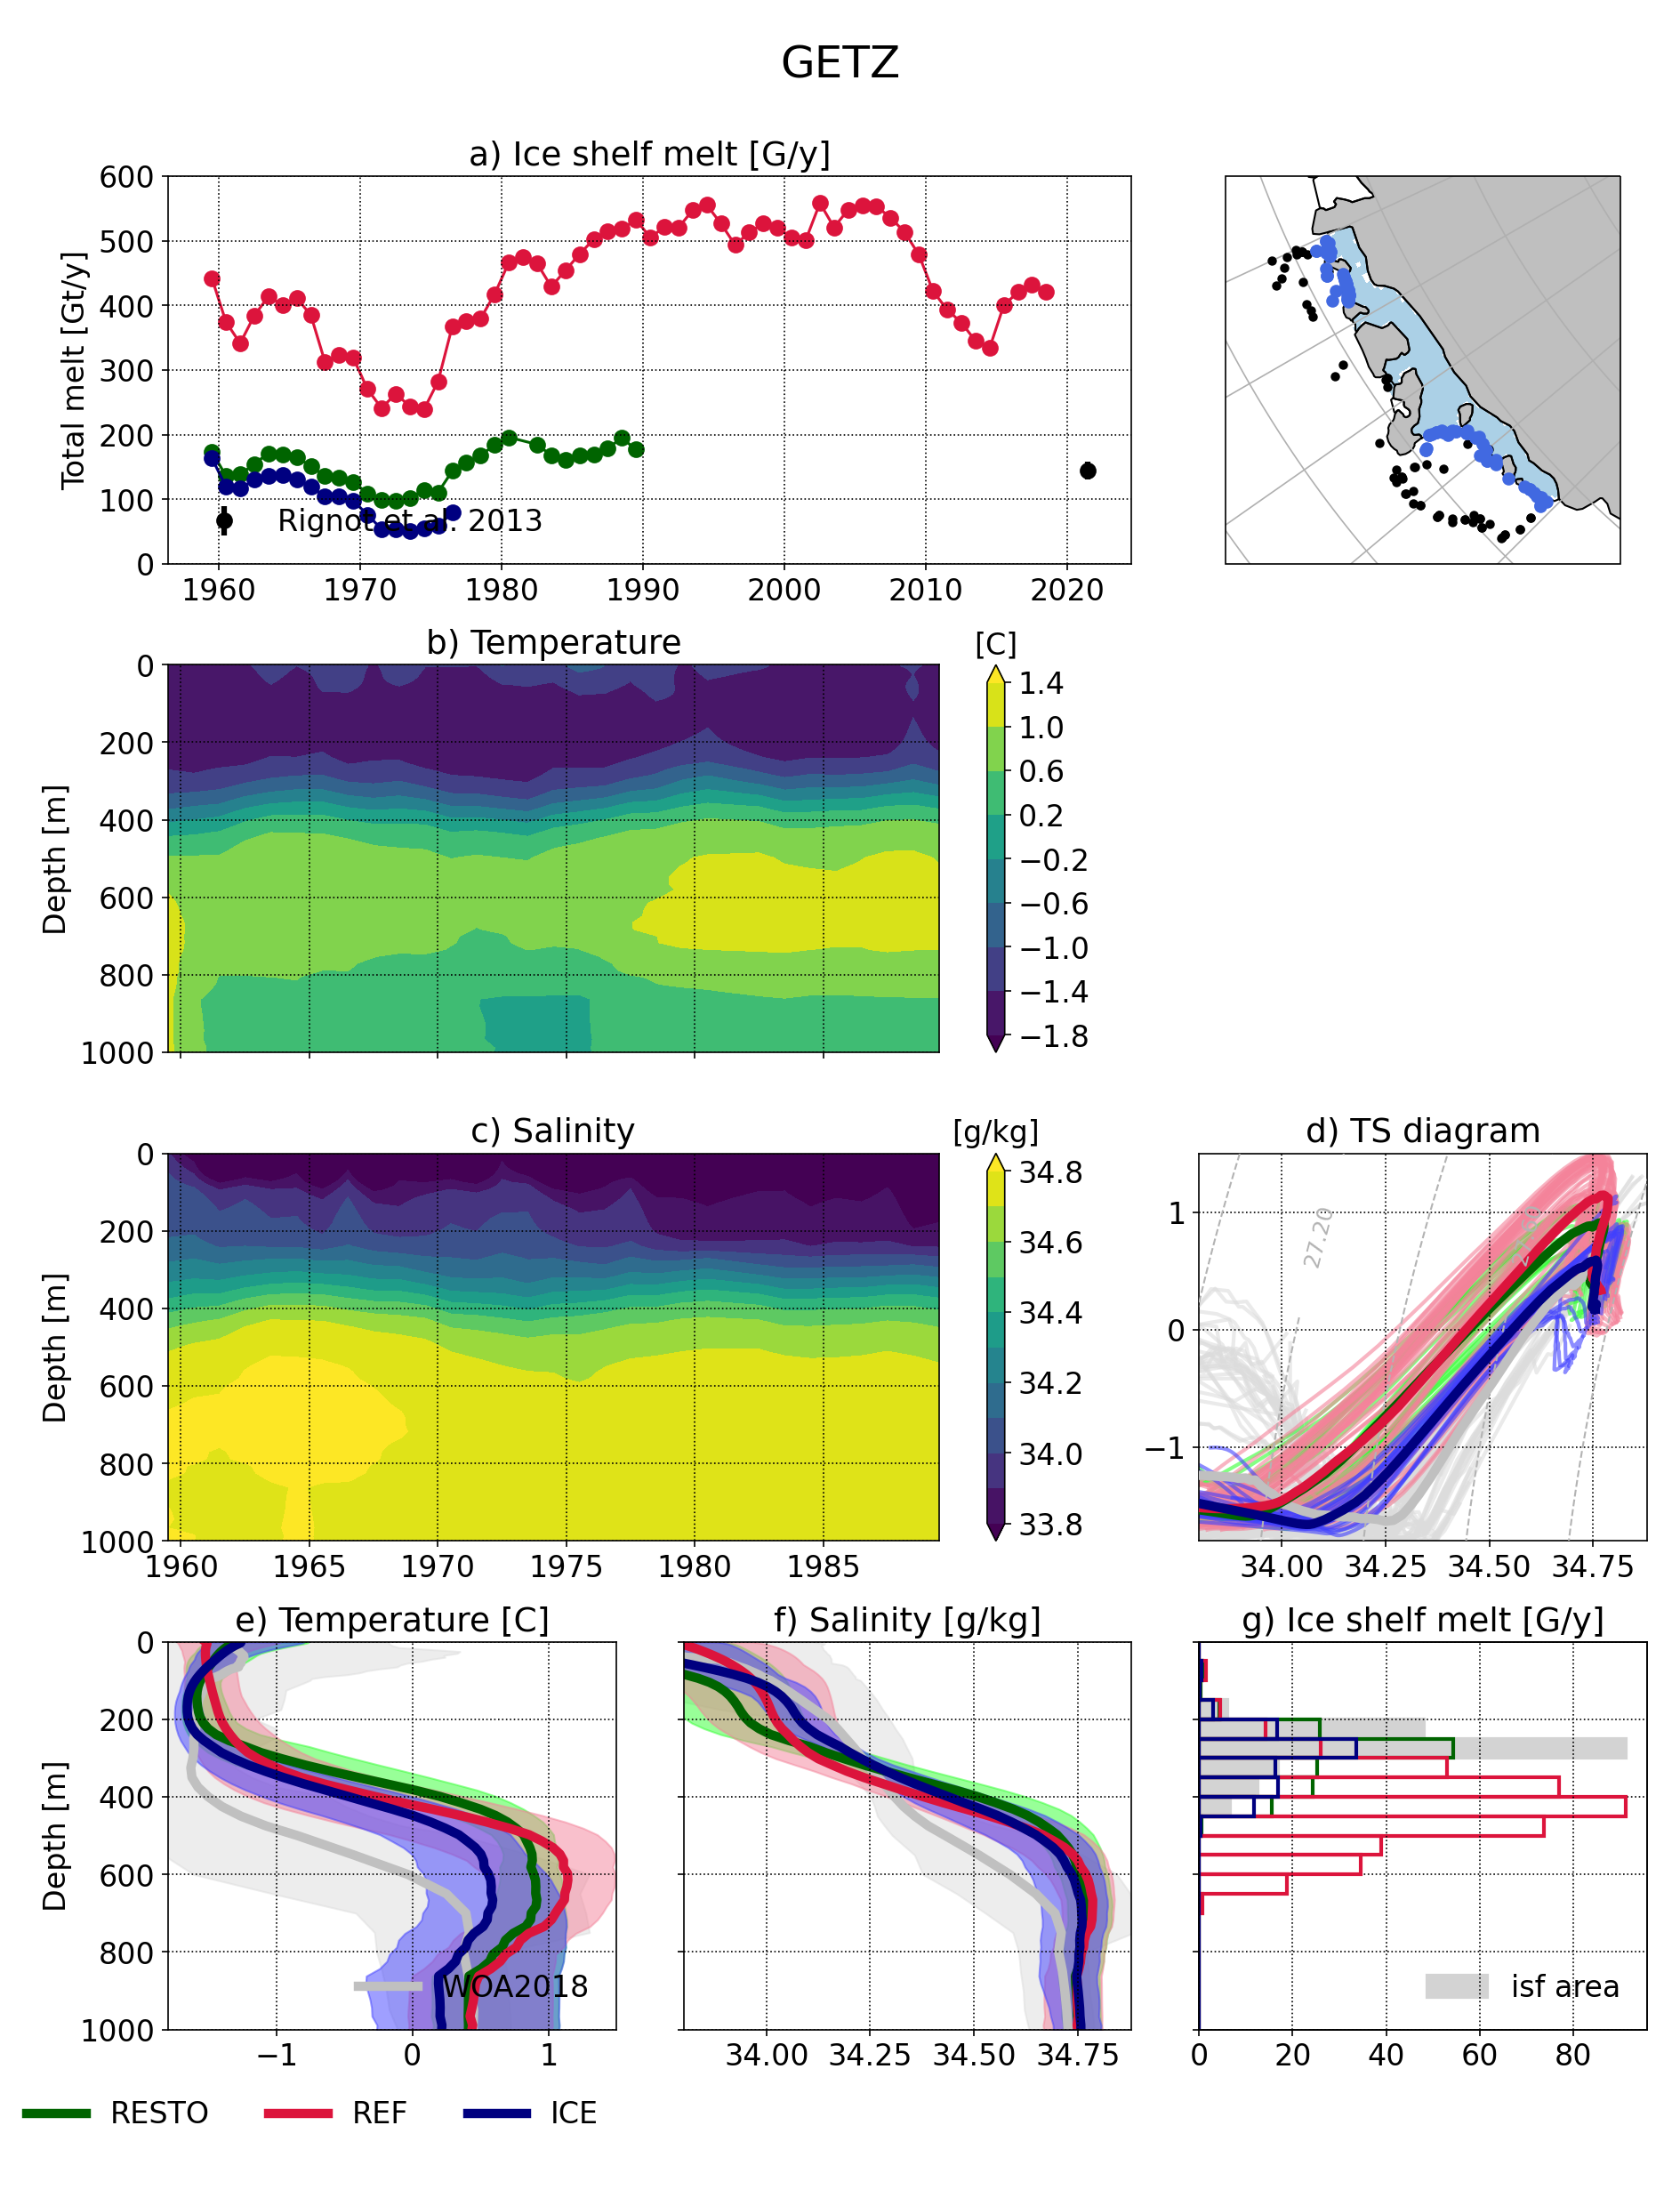 GETZ
a) Ice shelf melt [G/y]
Total melt [Gt/y]
600
500
400
300
200
100
0
Rignot et al. 2013
1960 1970 1980 1990 2000 2010 2020
b) Temperature
[C]
Depth [m]
0
200
400
600
800
1000
1.4
1.0
0.6
0.2
−0.2
−0.6
−1.0
−1.4
−1.8
c) Salinity
[g/kg]
Depth [m]
0
200
400
600
800
1000
1960 1965 1970 1975 1980 1985
34.8
34.6
34.4
34.2
34.0
33.8
d) TS diagram
1
0
−1
27.20
34.00 34.25 34.50 34.75
e) Temperature [C]
Depth [m]
0
200
400
600
800
1000
WOA2018
−1 0 1
f) Salinity [g/kg]
34.00 34.25 34.50 34.75
g) Ice shelf melt [G/y]
isf area
0 20 40 60 80
RESTO REF ICE